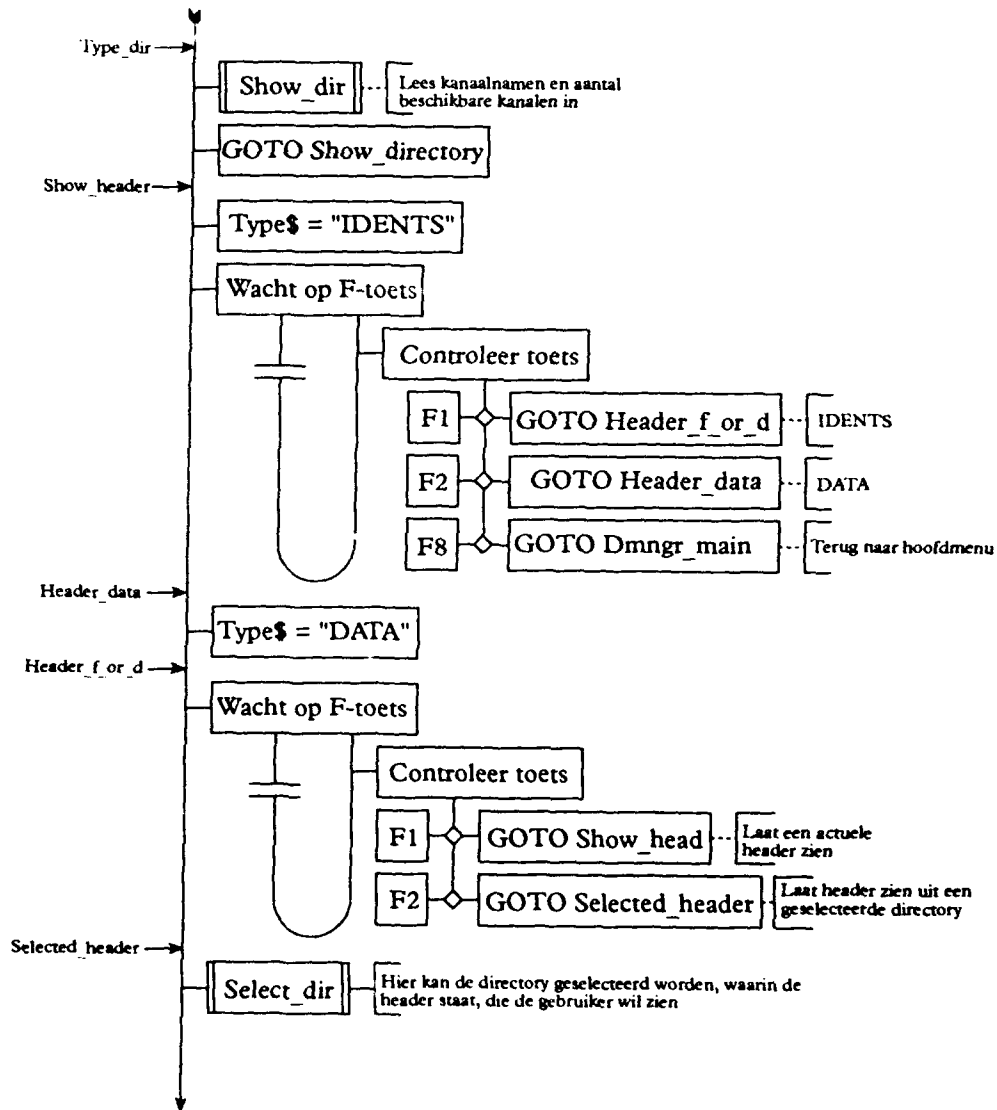 Type_dir
Show_dir
Lees kanaalnamen en aantal
beschikbare kanalen in
GOTO Show_directory
Show_header
Type$ = "IDENTS"
Wacht op F-toets
Controleer toets
F1
GOTO Header_f_or_d
IDENTS
F2
GOTO Header_data
DATA
F8
GOTO Dmngr_main
Terug naar hoofdmenu
Header_data
Type$ = "DATA"
Header_f_or_d
Wacht op F-toets
Controleer toets
F1
GOTO Show_head
Laat een actuele
header zien
F2
GOTO Selected_header
Laat header zien uit een
geselecteerde directory
Selected_header
Select_dir
Hier kan de directory geselecteerd worden, waarin de
header staat, die de gebruiker wil zien